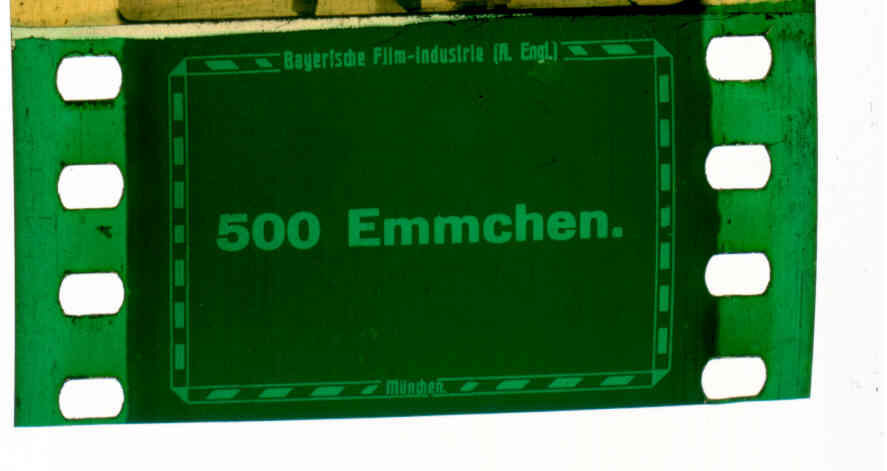 Bayerische Film-Industrie (A. Engl.)
500 Emmchen.
München.